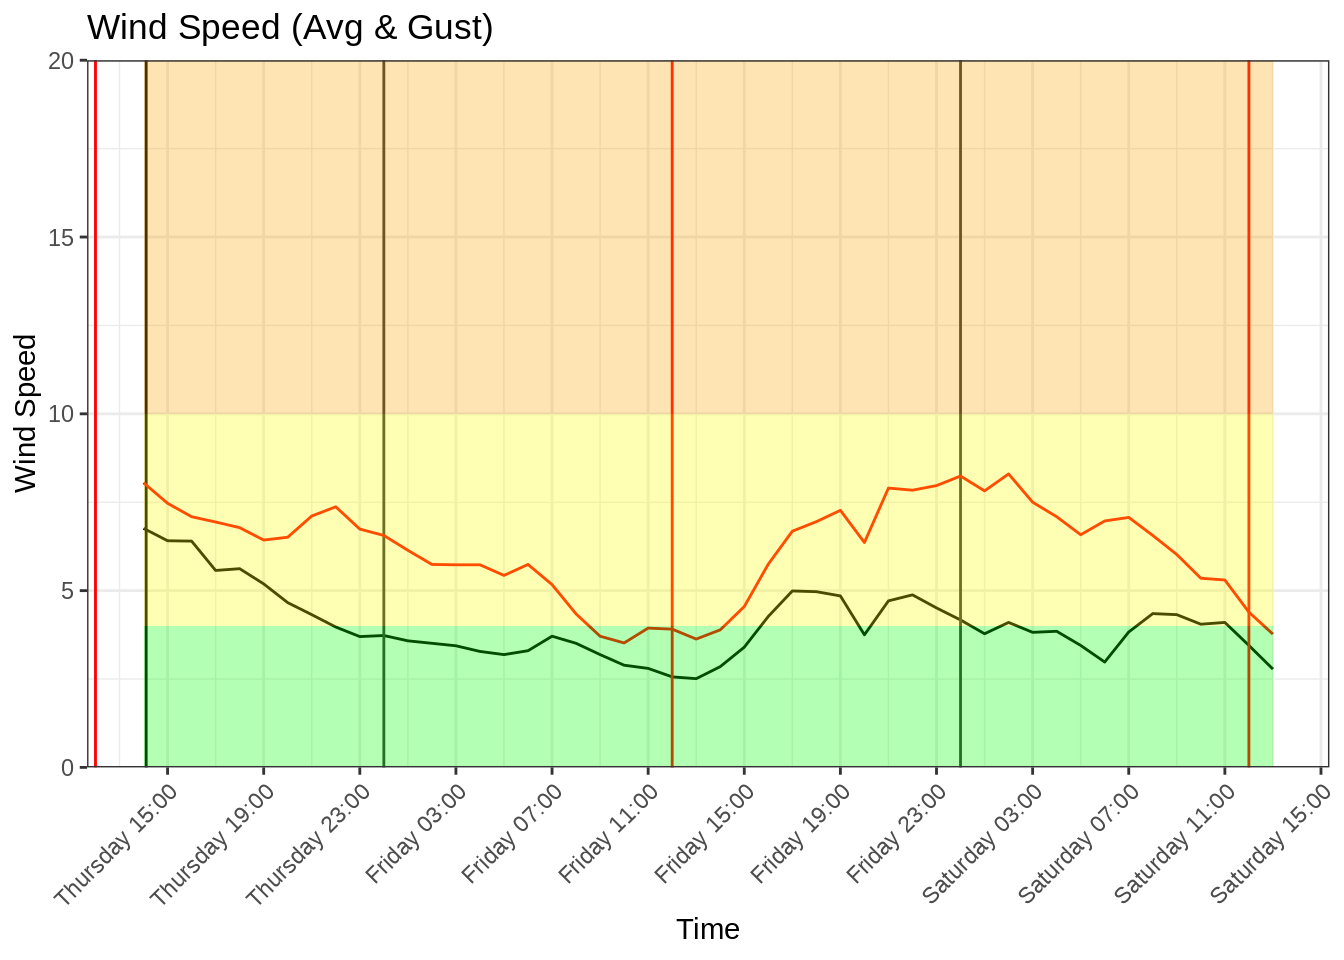 Wind Speed (Avg & Gust)
20
15
10
5
0
Wind Speed
Thursday 15:00
Thursday 19:00
Thursday 23:00
Friday 03:00
Friday 07:00
Friday 11:00
Friday 15:00
Friday 19:00
Friday 23:00
Saturday 03:00
Saturday 07:00
Saturday 11:00
Saturday 15:00
Time